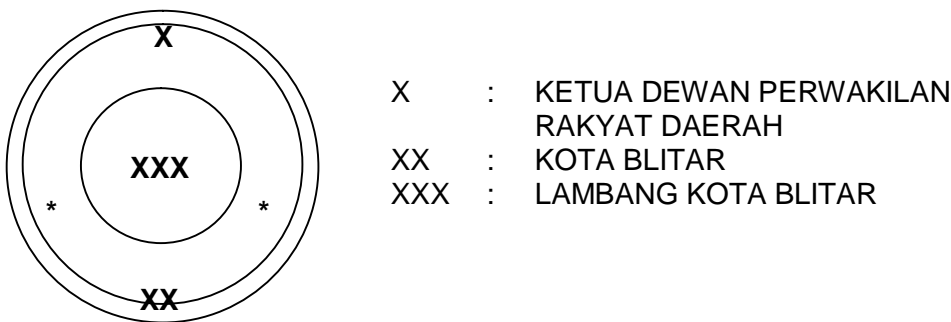 X
XXX
* *
XX
X : KETUA DEWAN PERWAKILAN
RAKYAT DAERAH
XX : KOTA BLITAR
XXX : LAMBANG KOTA BLITAR